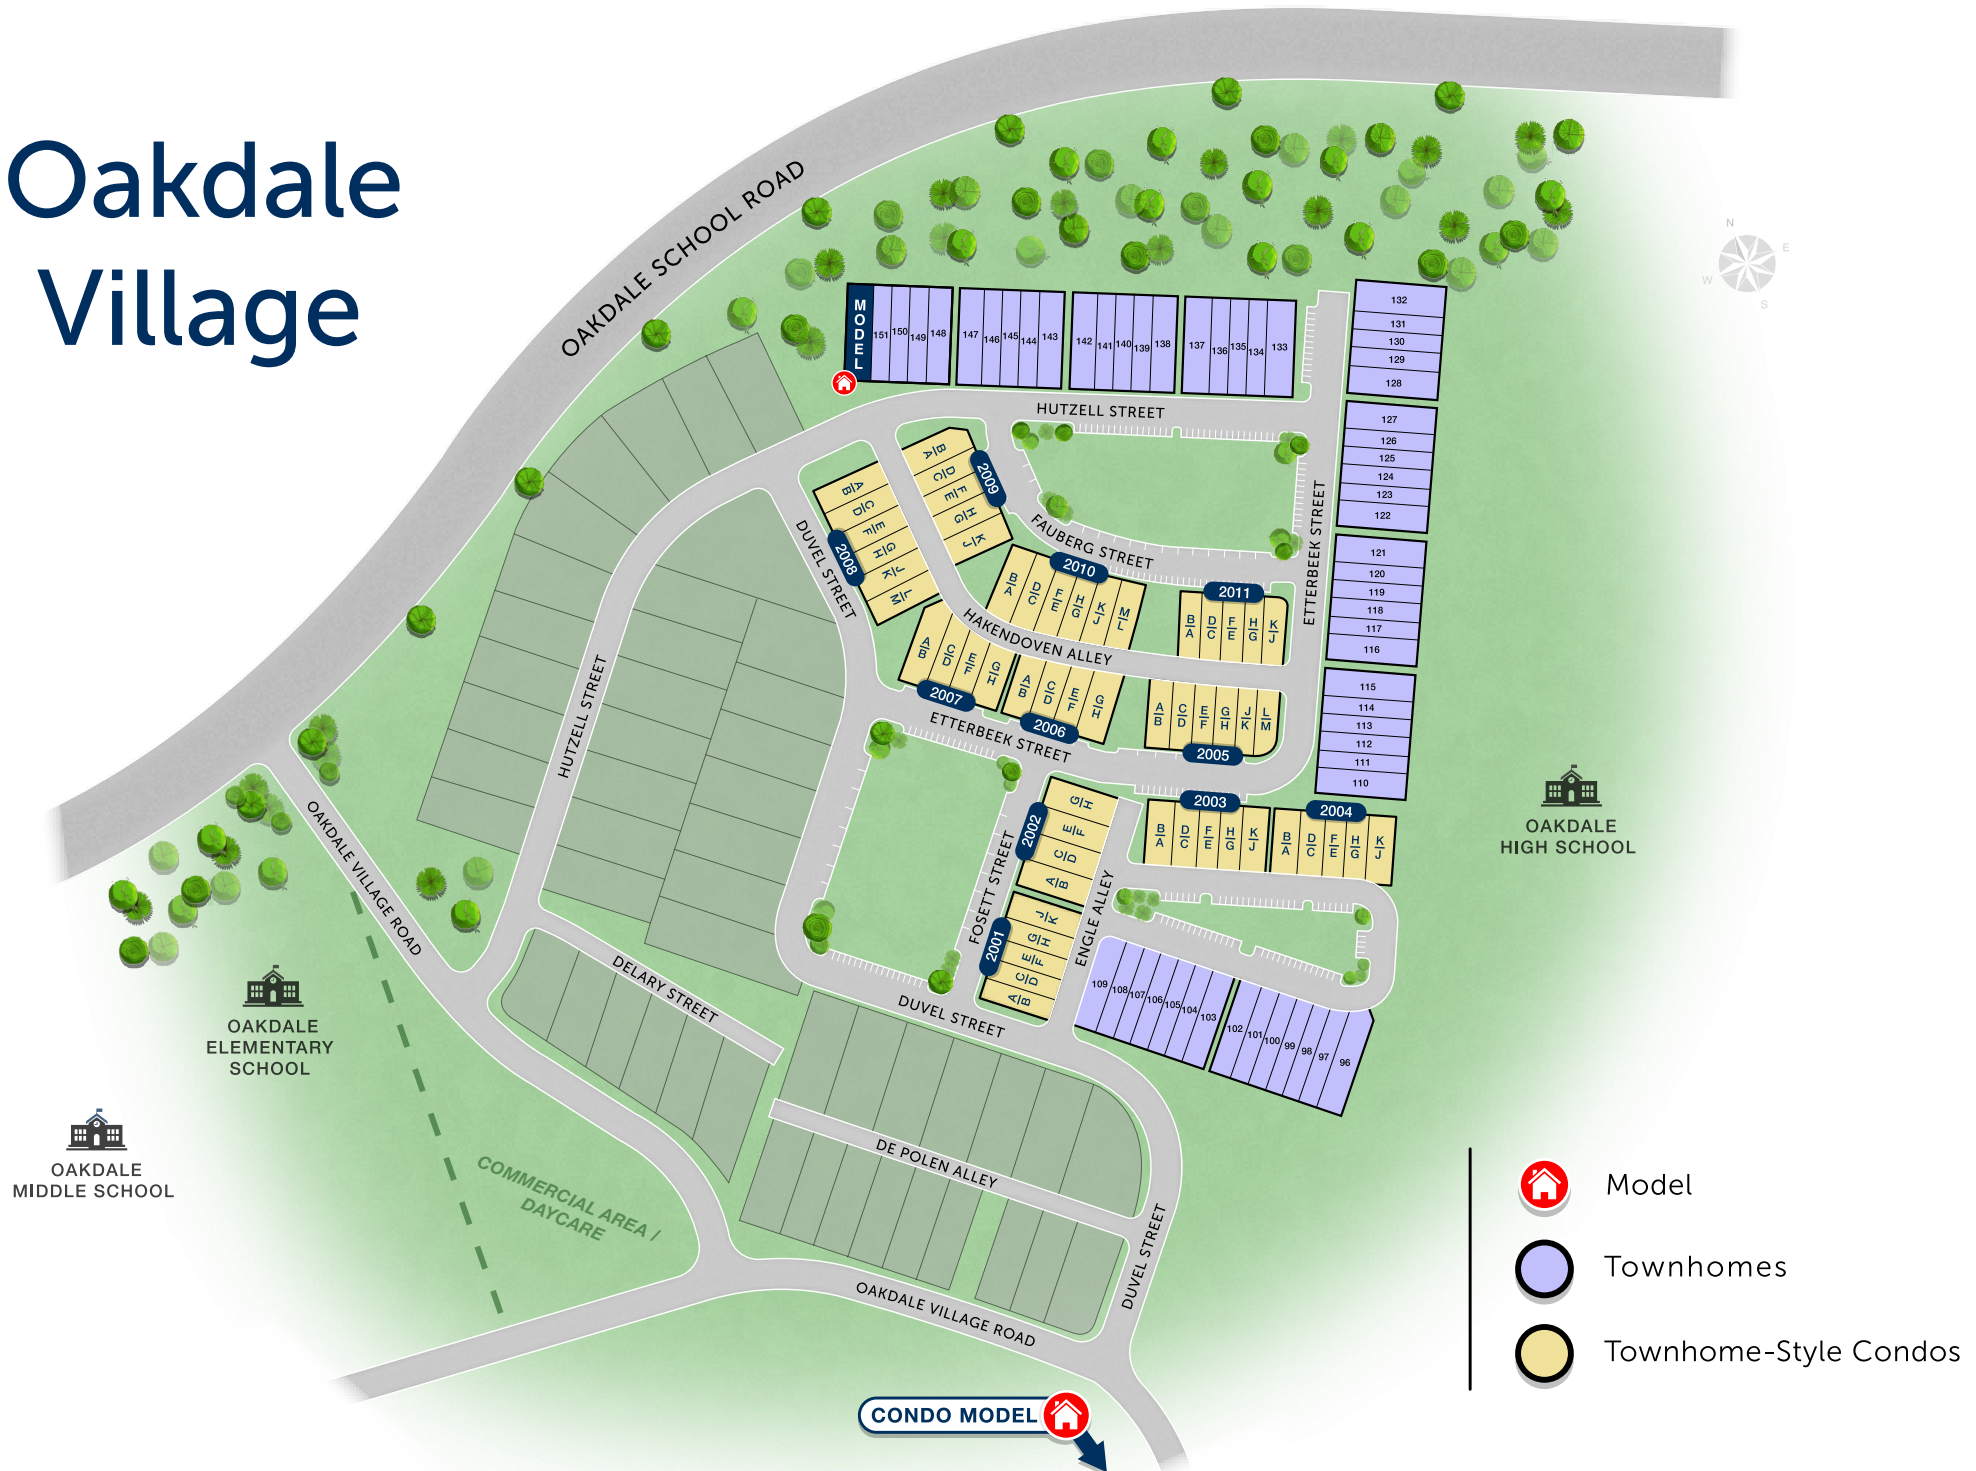 Oakdale
Village
OAKDALE SCHOOL ROAD
N
E
W
S
MODEL
151
150
149
148
147
146
145
144
143
142
141
140
139
138
137
136
135
134
133
132
131
130
129
128
127
126
125
124
123
122
121
120
119
118
117
116
115
114
113
112
111
110
HUTZELL STREET
FAUBERG STREET
ETTERBEEK STREET
DUVEL STREET
HAKENDOVEN ALLEY
2009
B/A
D/C
F/E
H/G
K/J
2008
A/B
C/D
E/F
G/H
J/K
L/M
2010
B/A
D/C
F/E
H/G
K/J
M/L
2011
B/A
D/C
F/E
H/G
K/J
2007
A/B
C/D
E/F
G/H
2006
A/B
C/D
E/F
G/H
2005
A/B
C/D
E/F
G/H
J/K
L/M
ETTERBEEK STREET
HUTZELL STREET
2003
B/A
D/C
F/E
H/G
K/J
2004
B/A
D/C
F/E
H/G
K/J
2002
G/H
E/F
C/D
A/B
2001
J/K
G/H
E/F
C/D
A/B
FOSETT STREET
ENGLE ALLEY
109
108
107
106
105
104
103
102
101
100
99
98
97
96
OAKDALE
HIGH SCHOOL
OAKDALE VILLAGE ROAD
DELARY STREET
DUVEL STREET
OAKDALE
ELEMENTARY
SCHOOL
OAKDALE
MIDDLE SCHOOL
COMMERCIAL AREA /
DAYCARE
DE POLEN ALLEY
DUVEL STREET
OAKDALE VILLAGE ROAD
CONDO MODEL
Model
Townhomes
Townhome-Style Condos